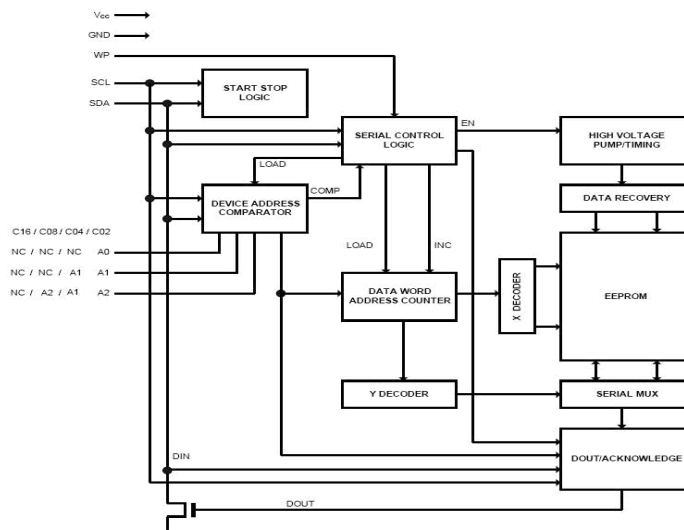 Vcc
GND
WP
SCL
SDA
START STOP
LOGIC
SERIAL CONTROL
LOGIC
EN
HIGH VOLTAGE
PUMP/TIMING
LOAD
COMP
DEVICE ADDRESS
COMPARATOR
DATA RECOVERY
C16 / C08 / C04 / C02
NC / NC / NC A0
NC / NC / A1 A1
NC / A2 / A1 A2
LOAD
INC
DATA WORD
ADDRESS COUNTER
X DECODER
EEPROM
Y DECODER
SERIAL MUX
DIN
DOUT/ACKNOWLEDGE
DOUT